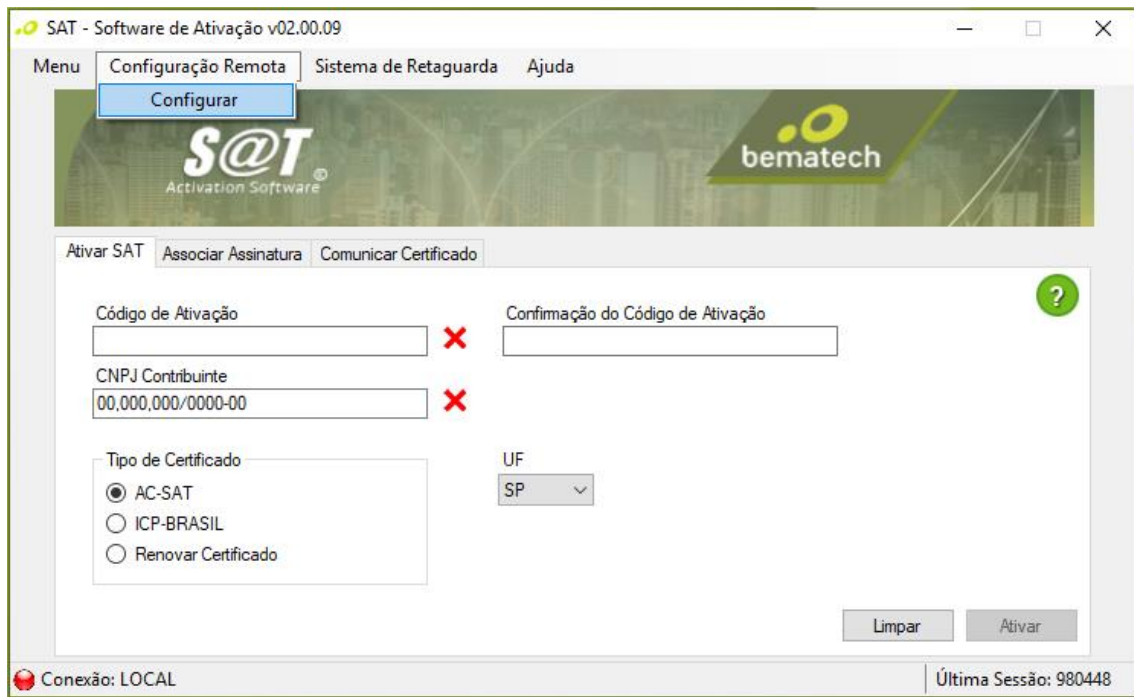 SAT - Software de Ativação v02.00.09
Menu Configuração Remota Sistema de Retaguarda Ajuda
Configurar
S@T ©
Activation Software
bematech
Ativar SAT Associar Assinatura Comunicar Certificado
?
Código de Ativação Confirmação do Código de Ativação
CNPJ Contribuinte
00,000,000/0000-00
Tipo de Certificado UF
AC-SAT SP
ICP-BRASIL
Renovar Certificado
Limpar Ativar
Conexão: LOCAL Última Sessão: 980448